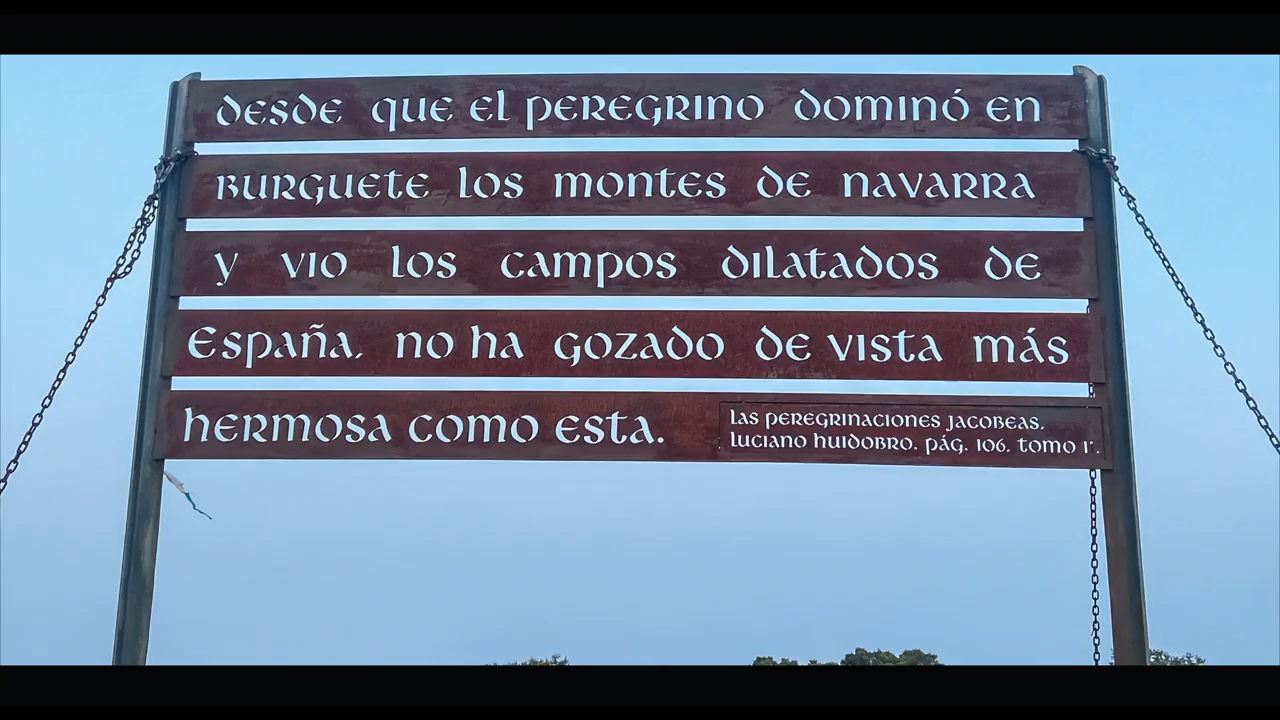 desde que el peregrino dominó en
Burguete los montes de Navarra
y vio los campos dilatados de
España, no ha gozado de vista más
hermosa como esta.
Las Peregrinaciones Jacobeas.
Luciano Huidobro. pág. 106. Tomo 1º.